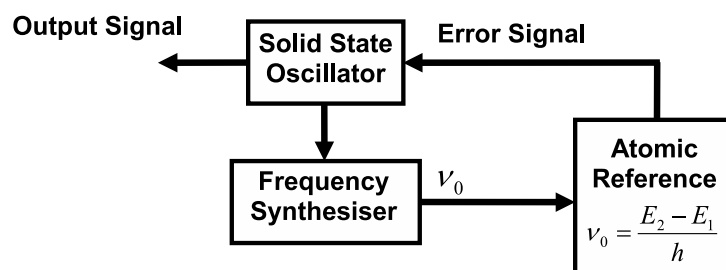 Output Signal
Solid State
Oscillator
Error Signal
Frequency
Synthesiser
ν₀
Atomic
Reference
ν₀ = (E₂ − E₁) / h